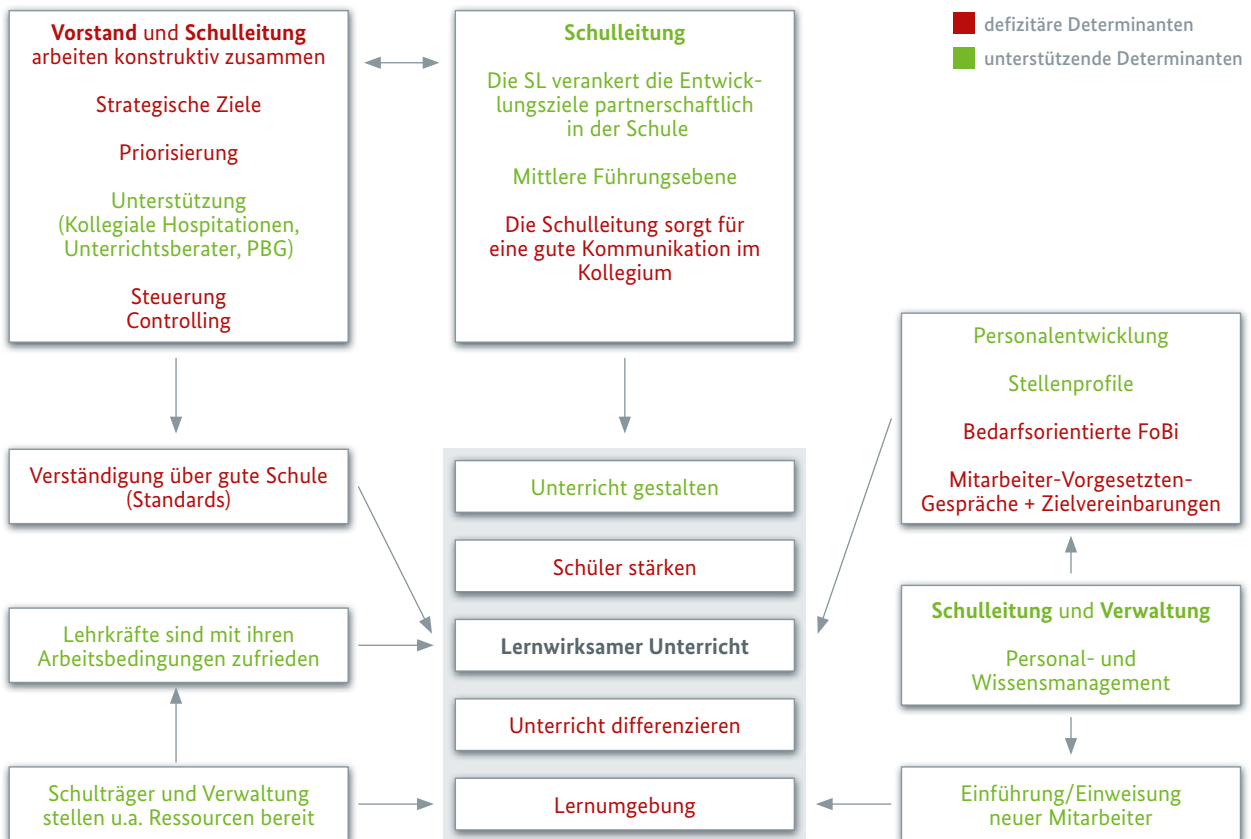 Vorstand und Schulleitung
arbeiten konstruktiv zusammen
Strategische Ziele
Priorisierung
Unterstützung
(Kollegiale Hospitationen,
Unterrichtsberater, PBG)
Steuerung
Controlling
Schulleitung
Die SL verankert die Entwick-
lungsziele partnerschaftlich
in der Schule
Mittlere Führungsebene
Die Schulleitung sorgt für
eine gute Kommunikation im
Kollegium
defizitäre Determinanten
unterstützende Determinanten
Personalentwicklung
Stellenprofile
Bedarfsorientierte FoBi
Mitarbeiter-Vorgesetzten-
Gespräche + Zielvereinbarungen
Verständigung über gute Schule
(Standards)
Unterricht gestalten
Schüler stärken
Lernwirksamer Unterricht
Unterricht differenzieren
Lernumgebung
Lehrkräfte sind mit ihren
Arbeitsbedingungen zufrieden
Schulleitung und Verwaltung
Personal- und
Wissensmanagement
Schulträger und Verwaltung
stellen u.a. Ressourcen bereit
Einführung/Einweisung
neuer Mitarbeiter